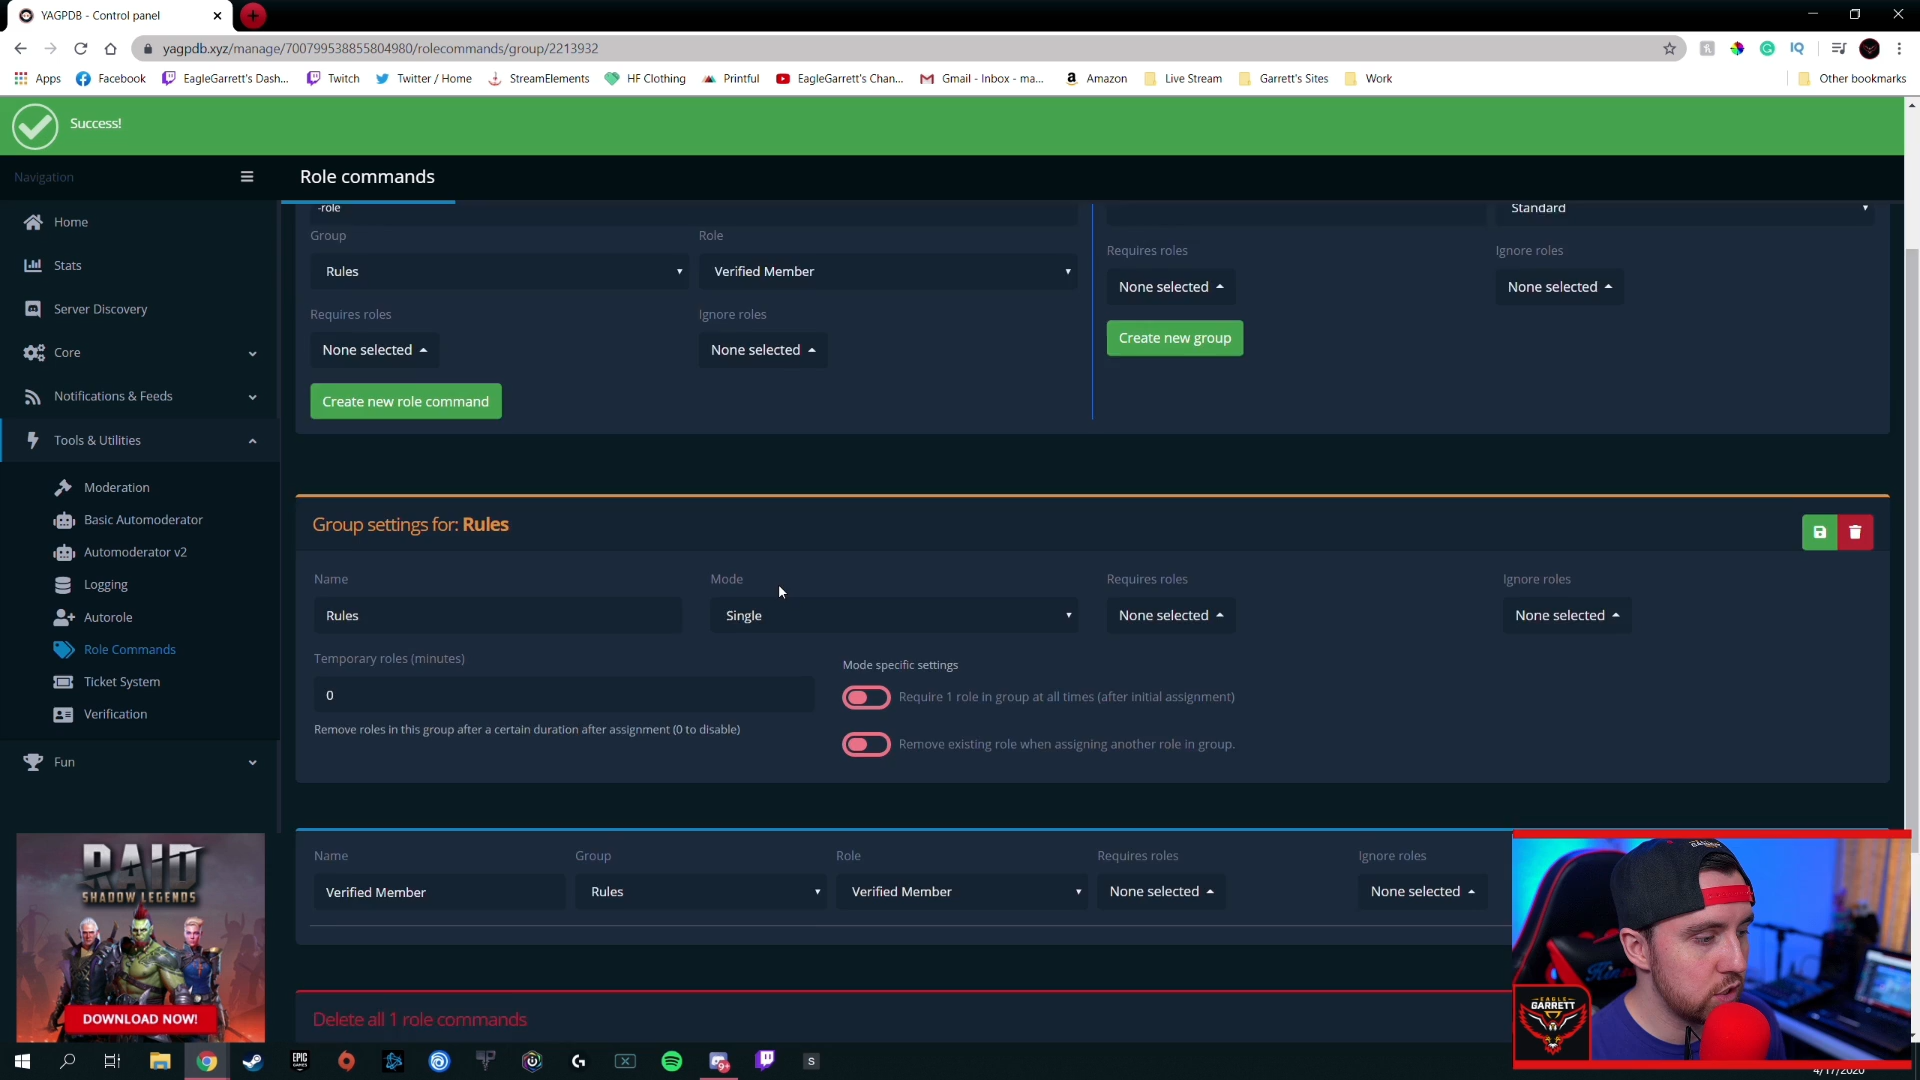 YAGPDB - Control panel
yagpdb.xyz/manage/700799538855804980/rolecommands/group/2213932
Apps Facebook EagleGarrett's Dash... Twitch Twitter / Home StreamElements HF Clothing Printful EagleGarrett's Chan... Gmail - Inbox - ma... Amazon Live Stream Garrett's Sites Work Other bookmarks
Success!
Navigation
Role commands
Home
Stats
Server Discovery
Core
Notifications & Feeds
Tools & Utilities
Moderation
Basic Automoderator
Automoderator v2
Logging
Autorole
Role Commands
Ticket System
Verification
Fun
RAID
SHADOW LEGENDS
DOWNLOAD NOW!
-role
Standard
Group Role
Rules Verified Member
Requires roles Ignore roles
None selected None selected
Create new role command
Requires roles Ignore roles
None selected None selected
Create new group
Group settings for: Rules
Name Mode Requires roles Ignore roles
Rules Single None selected None selected
Temporary roles (minutes)
0
Remove roles in this group after a certain duration after assignment (0 to disable)
Mode specific settings
Require 1 role in group at all times (after initial assignment)
Remove existing role when assigning another role in group.
Name Group Role Requires roles Ignore roles
Verified Member Rules Verified Member None selected None selected
Delete all 1 role commands
EAGLE
GARRETT
EPIC
GAMES
9+
S
4/17/2020